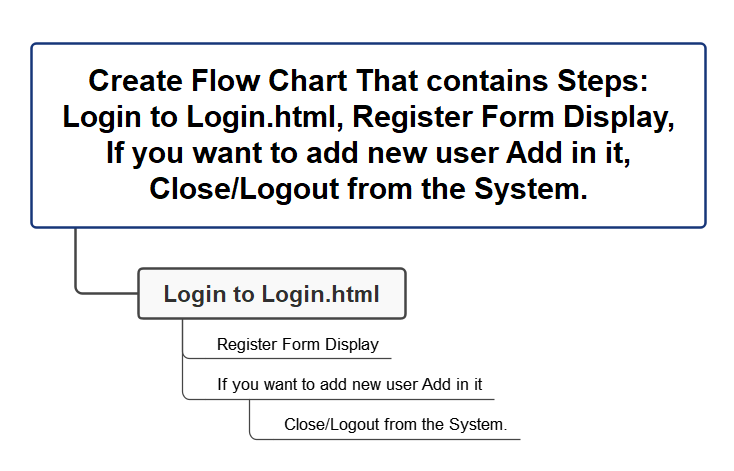 Create Flow Chart That contains Steps:
Login to Login.html, Register Form Display,
If you want to add new user Add in it,
Close/Logout from the System.
Login to Login.html
Register Form Display
If you want to add new user Add in it
Close/Logout from the System.